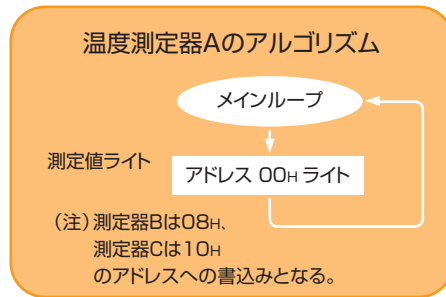 温度測定器Aのアルゴリズム
メインループ
測定値ライト
アドレス 00H ライト
（注）測定器Bは08H、
測定器Cは10H
のアドレスへの書込みとなる。